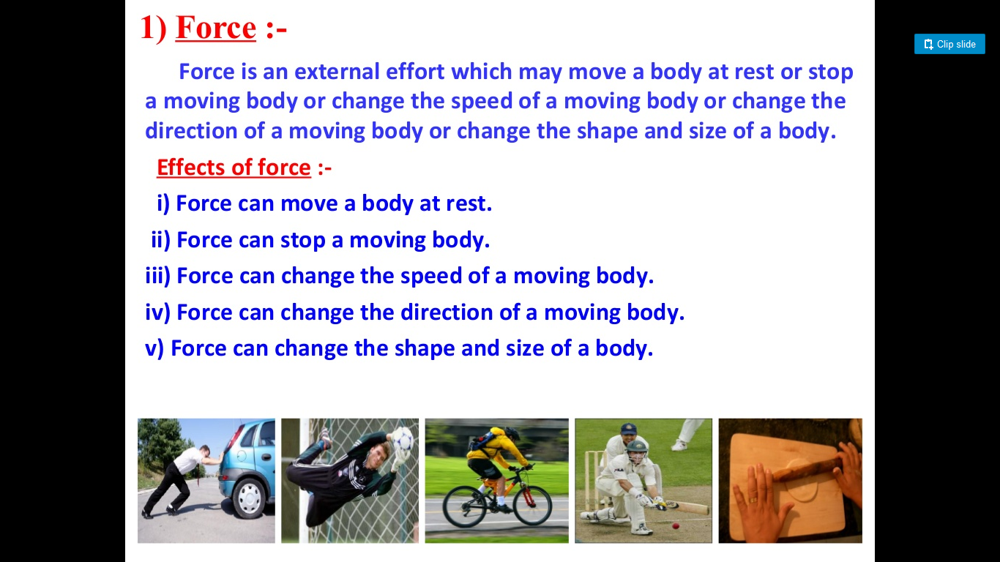 1) Force :-
Clip slide
Force is an external effort which may move a body at rest or stop
a moving body or change the speed of a moving body or change the
direction of a moving body or change the shape and size of a body.
Effects of force :-
i) Force can move a body at rest.
ii) Force can stop a moving body.
iii) Force can change the speed of a moving body.
iv) Force can change the direction of a moving body.
v) Force can change the shape and size of a body.
FILA